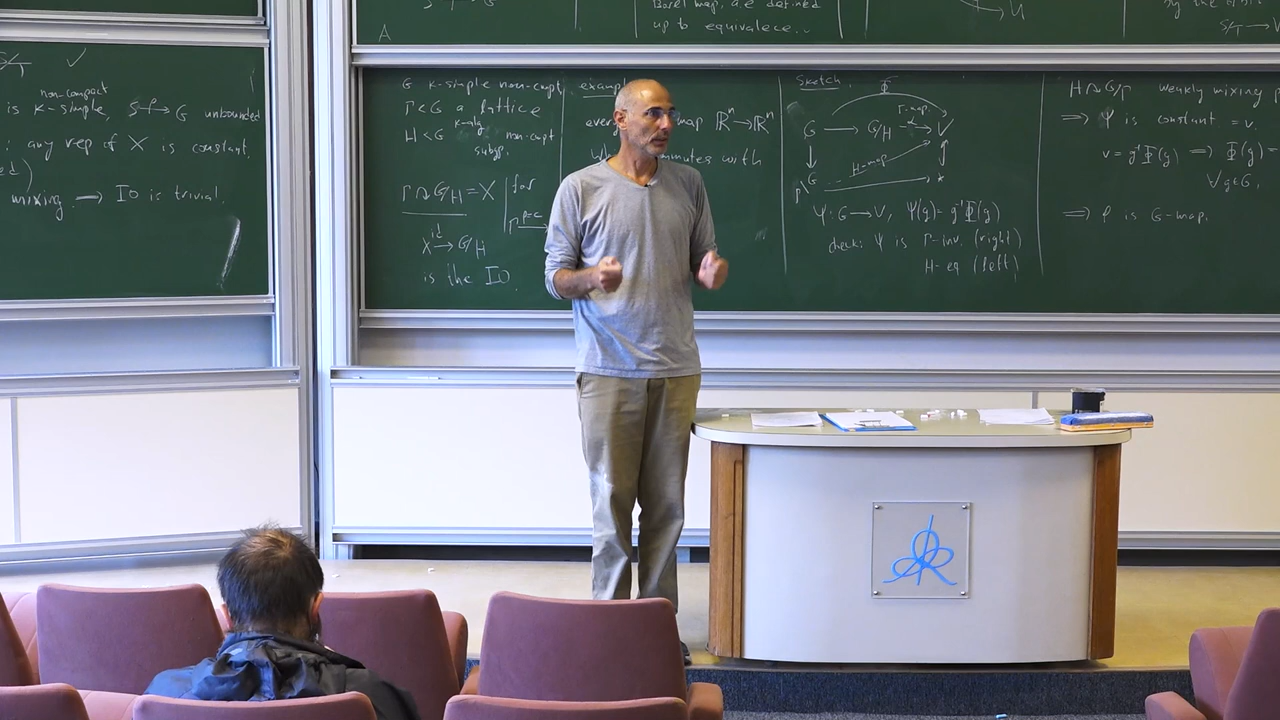 A
Borel map, a.e defined
up to equivalece..
non-compact
is k-simple, S → G unbounded
: any rep of X is constant.
mixing. → IO is trivial.
G k-simple non-cpt
Γ<G a lattice
H<G k-alg non-cpt
subgp.
Γ↷G/H = X
X →id G/H
is the IO.
for
example
every map ℝⁿ→ℝⁿ
commutes with
Sketch.
Φ
Γ-map
G → G/H → V
H-map
Ψ: G → V, Ψ(g) = g⁻¹Φ(g)
check: Ψ is Γ-inv. (right)
H-eq (left)
H↷G/Γ weakly mixing
⟹ Ψ is constant = v.
v = g⁻¹Φ(g) ⟹ Φ(g) =
∀g∈G.
⟹ φ is G-map.